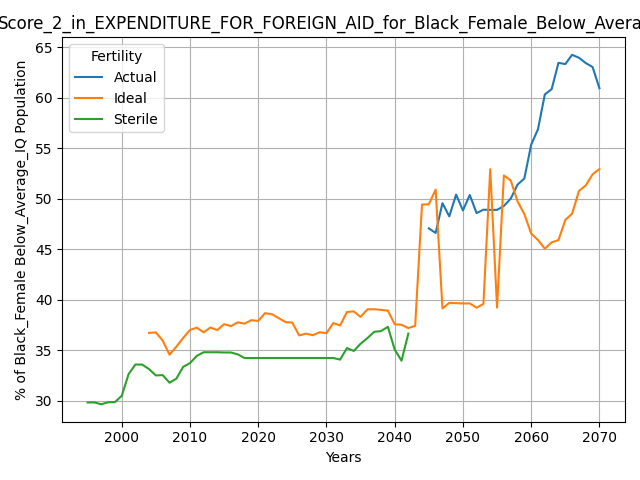 Score_2_in_EXPENDITURE_FOR_FOREIGN_AID_for_Black_Female_Below_Avera
Fertility
Actual
Ideal
Sterile
% of Black_Female Below_Average_IQ Population
65
60
55
50
45
40
35
30
2000 2010 2020 2030 2040 2050 2060 2070
Years